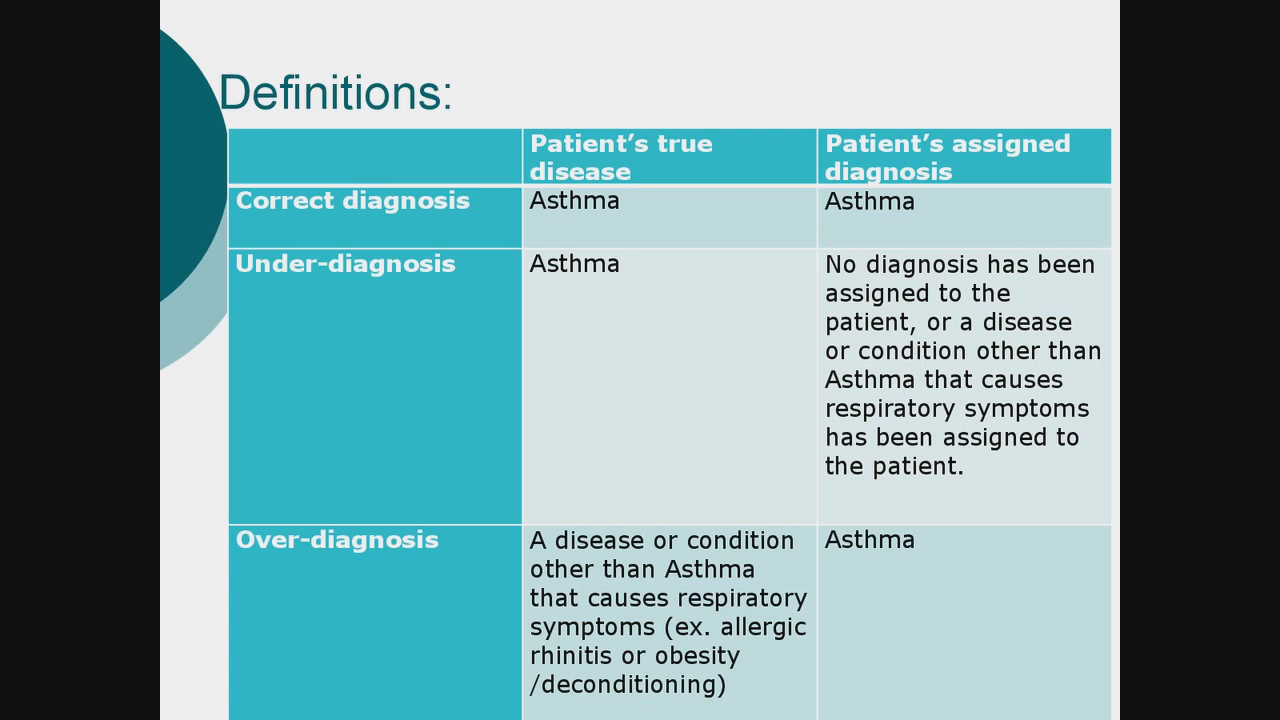 Definitions:
Patient’s true
disease
Patient’s assigned
diagnosis
Correct diagnosis
Asthma
Asthma
Under-diagnosis
Asthma
No diagnosis has been
assigned to the
patient, or a disease
or condition other than
Asthma that causes
respiratory symptoms
has been assigned to
the patient.
Over-diagnosis
A disease or condition
other than Asthma
that causes respiratory
symptoms (ex. allergic
rhinitis or obesity
/deconditioning)
Asthma